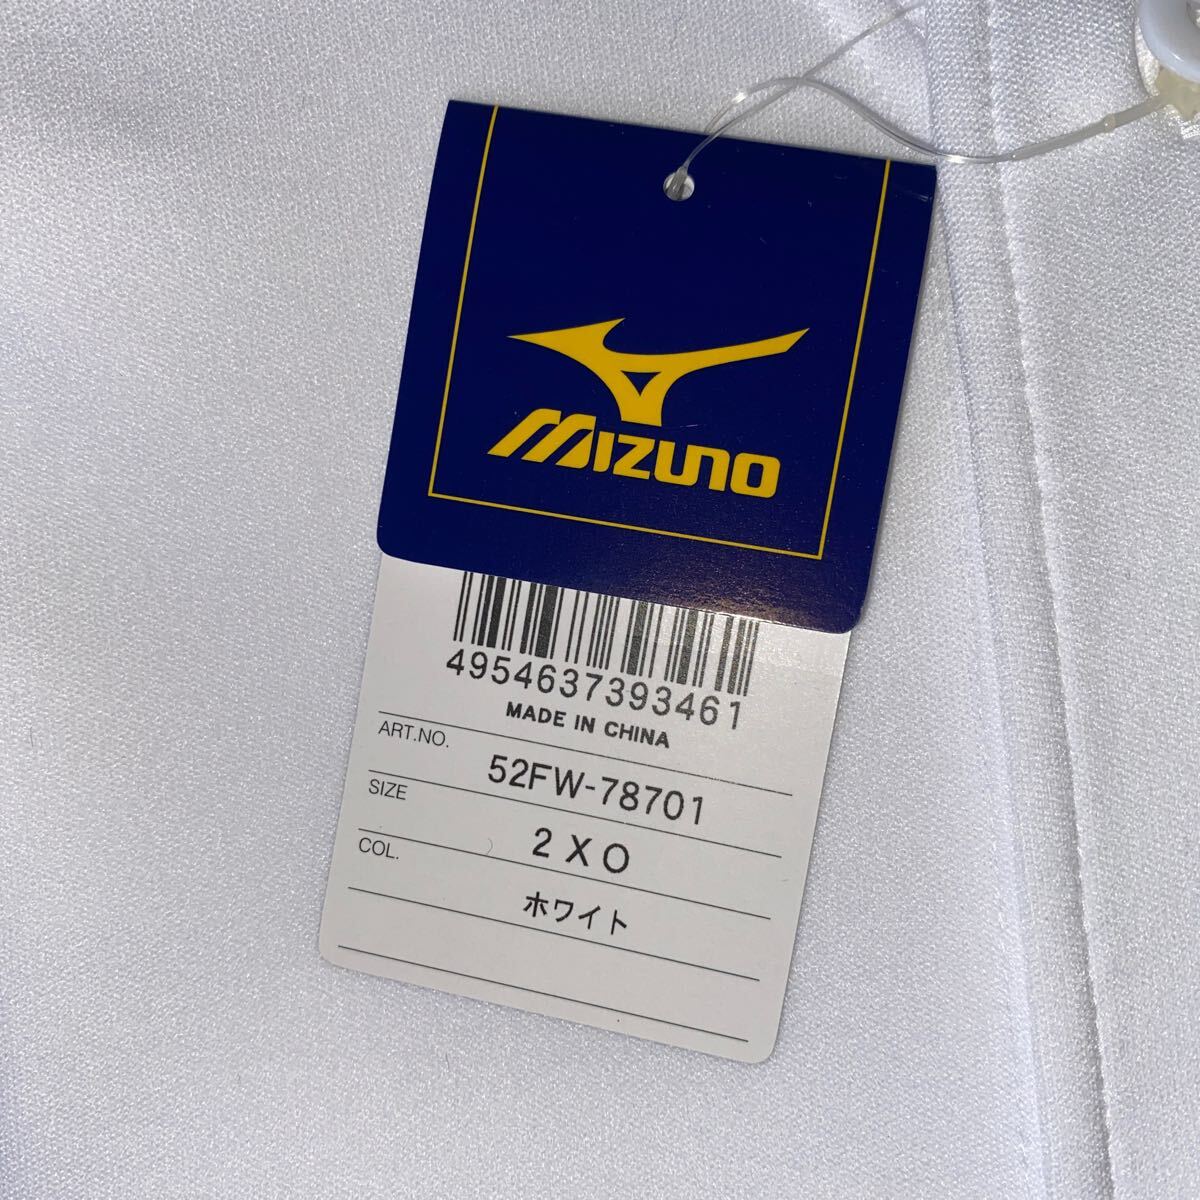 MIZUNO
4954637393461
MADE IN CHINA
ART.NO. 52FW-78701
SIZE 2XO
COL. ホワイト